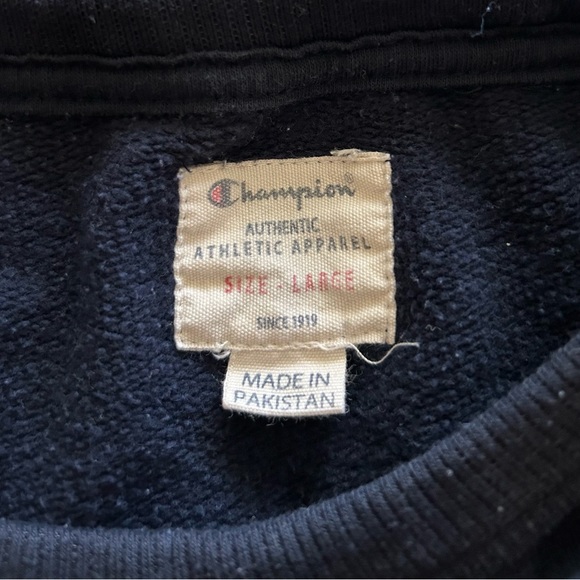 Champion®
AUTHENTIC
ATHLETIC APPAREL
SIZE - LARGE
SINCE 1919
MADE IN
PAKISTAN